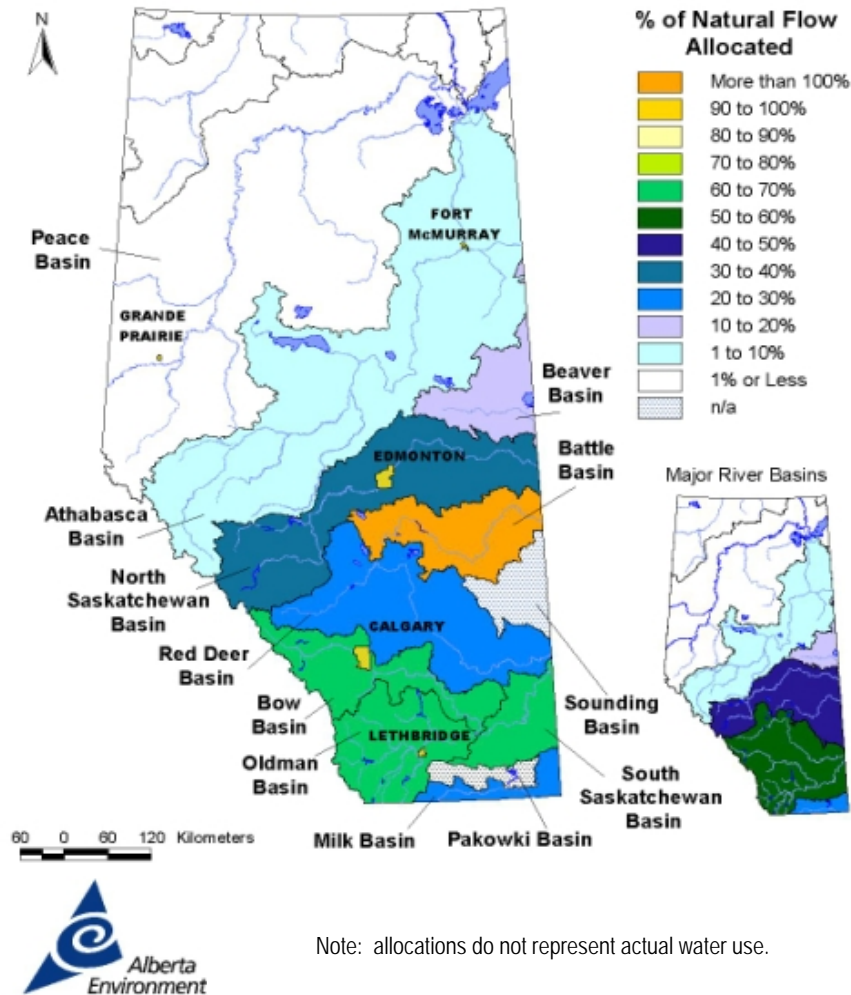 N
% of Natural Flow
Allocated
More than 100%
90 to 100%
80 to 90%
70 to 80%
60 to 70%
50 to 60%
40 to 50%
30 to 40%
20 to 30%
10 to 20%
1 to 10%
1% or Less
n/a
Peace
Basin
FORT
McMURRAY
GRANDE
PRAIRIE
Beaver
Basin
EDMONTON
Battle
Basin
Major River Basins
Athabasca
Basin
North
Saskatchewan
Basin
CALGARY
Red Deer
Basin
Bow
Basin
Sounding
Basin
LETHBRIDGE
Oldman
Basin
South
Saskatchewan
Basin
Milk Basin
Pakowki Basin
60 0 60 120 Kilometers
Alberta
Environment
Note: allocations do not represent actual water use.